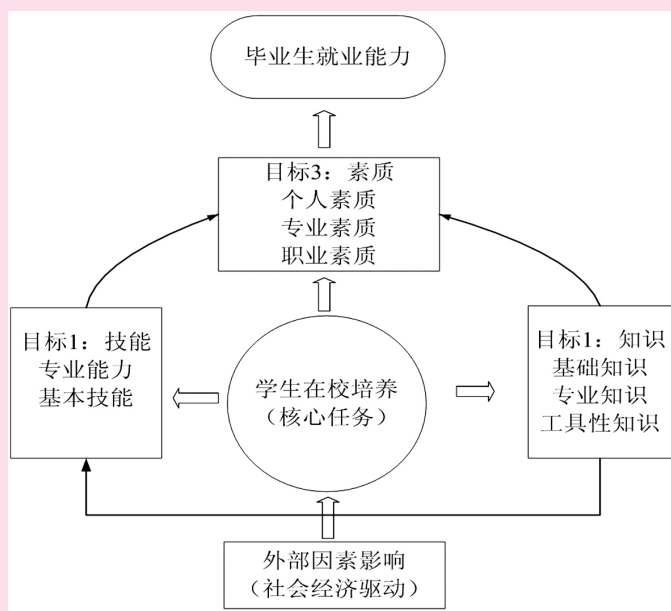 毕业生就业能力
目标3：素质
个人素质
专业素质
职业素质
目标1：技能
专业能力
基本技能
学生在校培养
（核心任务）
目标1：知识
基础知识
专业知识
工具性知识
外部因素影响
（社会经济驱动）